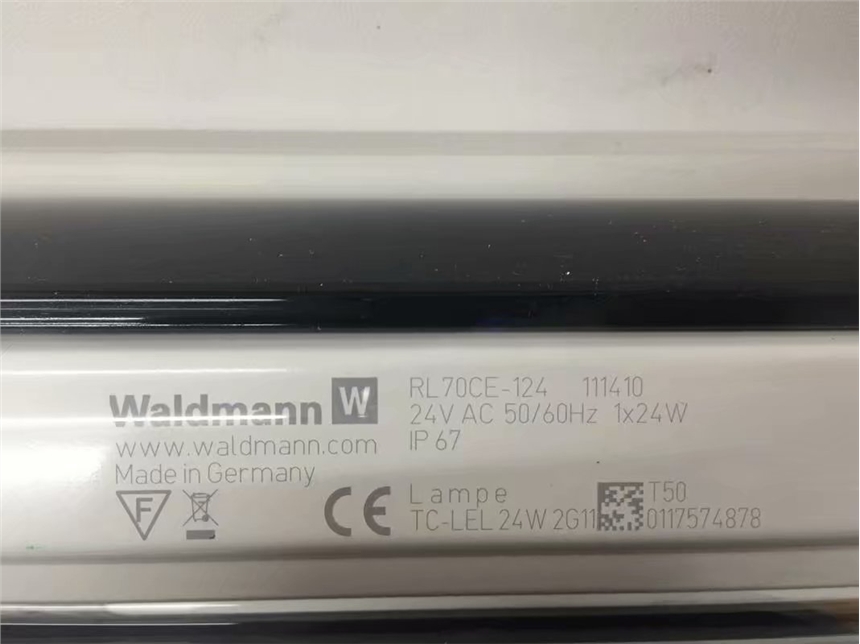 Waldmann W
www.waldmann.com
Made in Germany
F CE
RL70CE-124 111410
24V AC 50/60Hz 1x24W
IP 67
Lampe
TC-LEL 24W 2G11
T50
0117574878